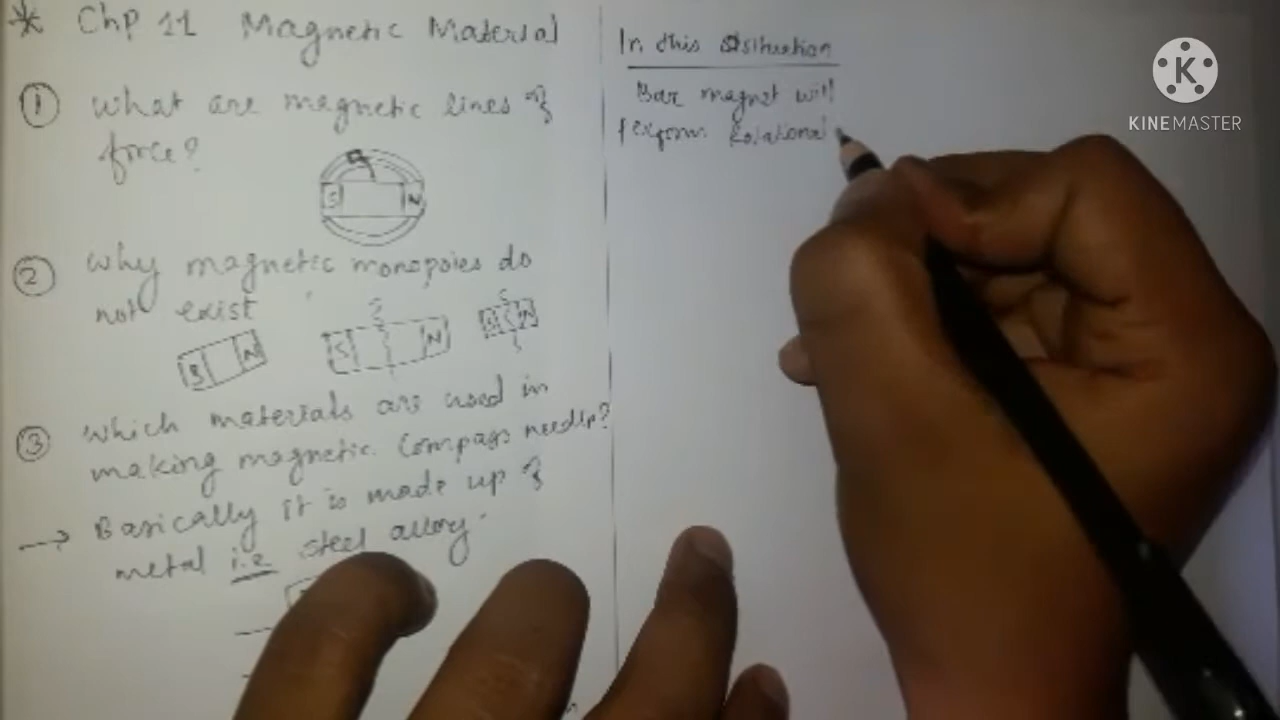 * Chp 11 Magnetic Material
① What are magnetic lines of
force?
S N
② Why magnetic monopoles do
not exist
S N
S N
S N
③ Which materials are used in
making magnetic compass needle?
→ Basically it is made up of
metal i.e steel alloy.
In this situation
Bar magnet will
perform Rotational
K
KINEMASTER